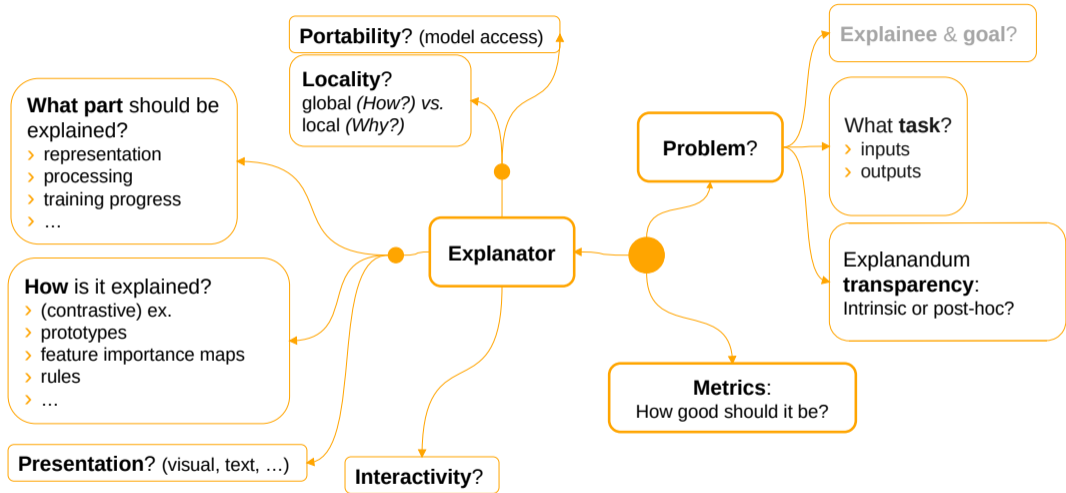 Portability? (model access)
Locality?
global (How?) vs.
local (Why?)
What part should be
explained?
› representation
› processing
› training progress
› …
Explanator
How is it explained?
› (contrastive) ex.
› prototypes
› feature importance maps
› rules
› …
Presentation? (visual, text, …)
Interactivity?
Problem?
Explainee & goal?
What task?
› inputs
› outputs
Explanandum
transparency:
Intrinsic or post-hoc?
Metrics:
How good should it be?